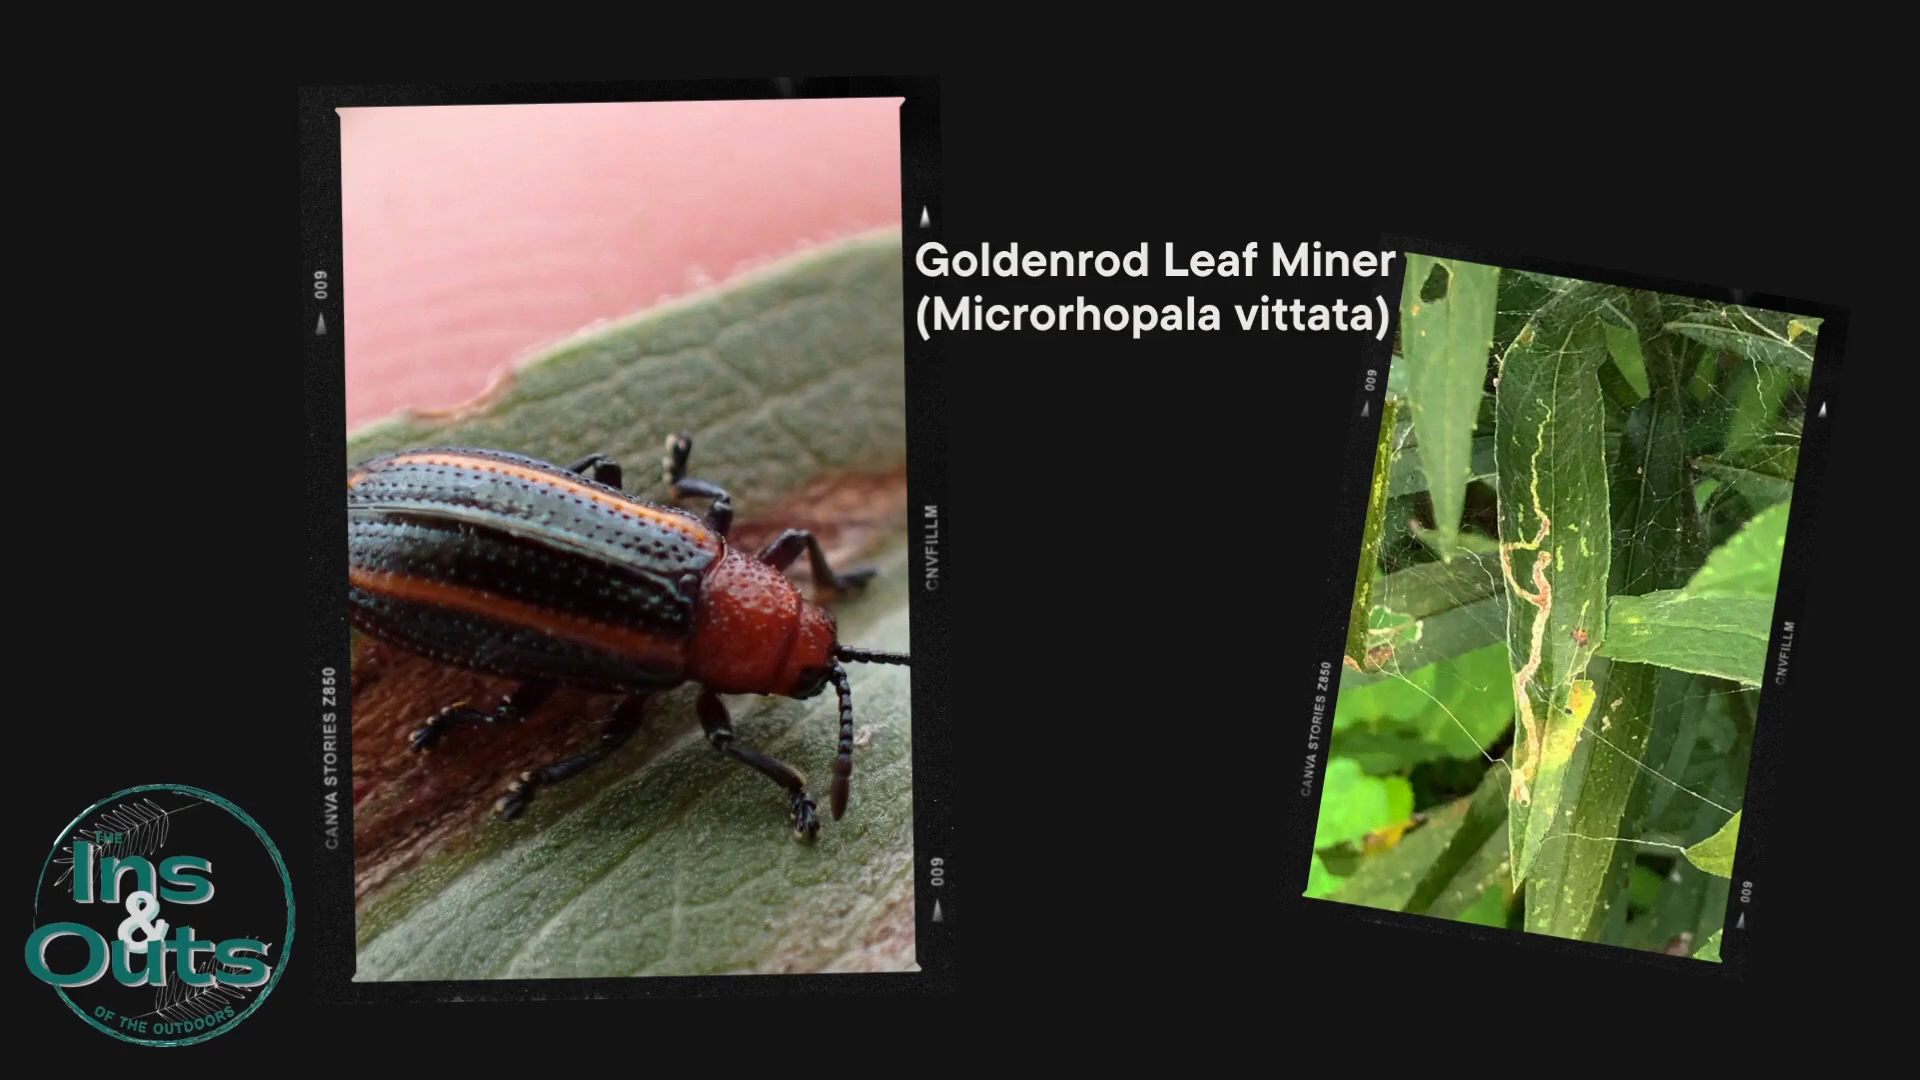 Goldenrod Leaf Miner
(Microrhopala vittata)
009
CANVA STORIES Z850
CNVFILLM
009
009
CANVA STORIES Z850
CNVFILLM
009
THE
Ins
&
Outs
OF THE OUTDOORS